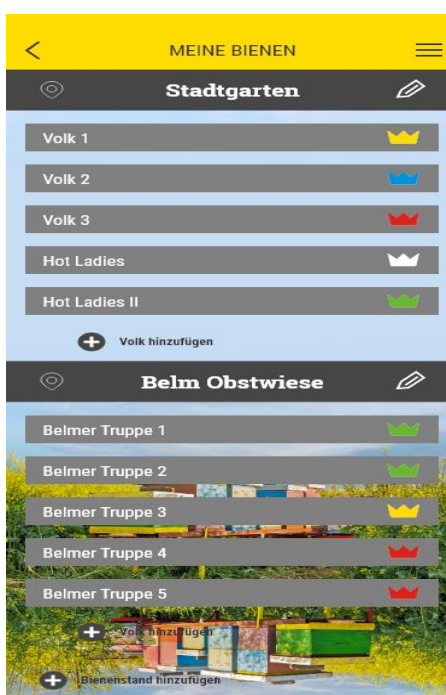 MEINE BIENEN
Stadtgarten
Volk 1
Volk 2
Volk 3
Hot Ladies
Hot Ladies II
Volk hinzufügen
Belm Obstwiese
Belmer Truppe 1
Belmer Truppe 2
Belmer Truppe 3
Belmer Truppe 4
Belmer Truppe 5
Volk hinzufügen
Bienenstand hinzufügen